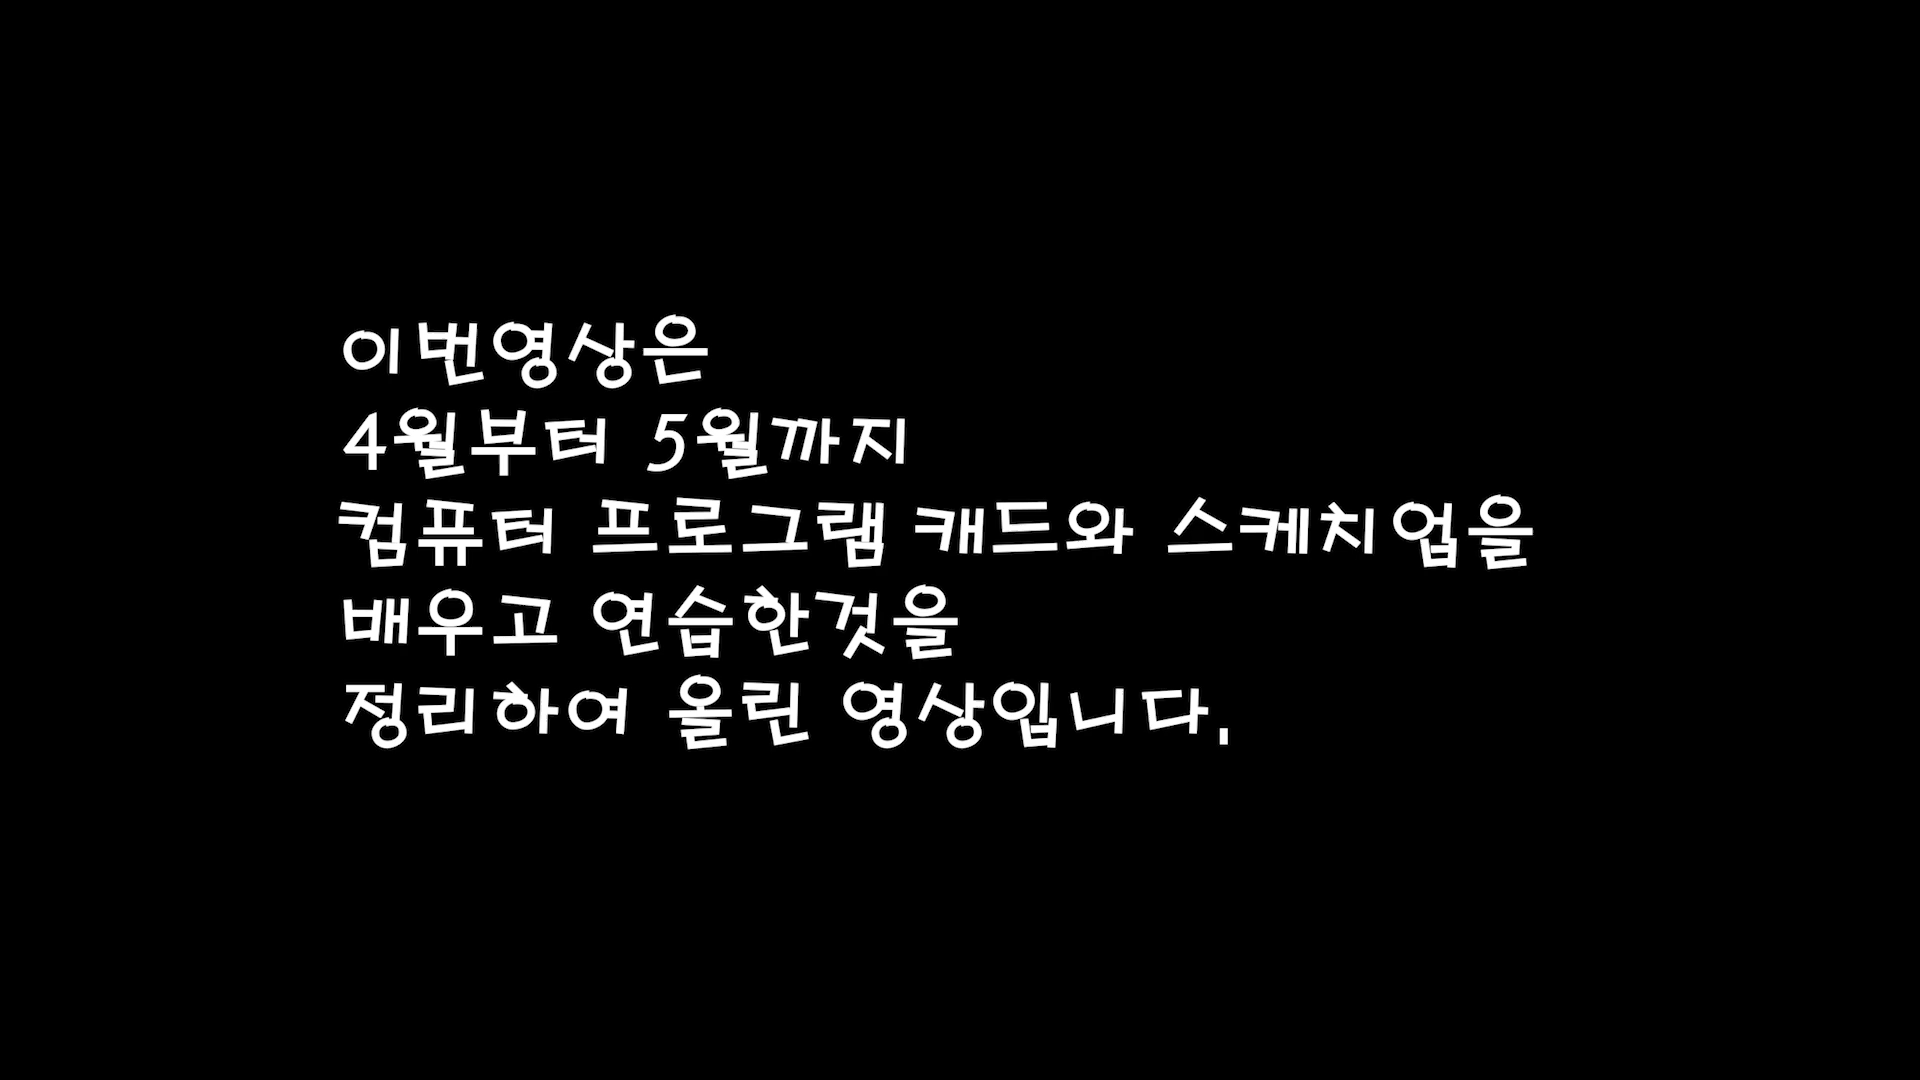 이번영상은
4월부터 5월까지
컴퓨터 프로그램 캐드와 스케치업을
배우고 연습한것을
정리하여 올린 영상입니다.